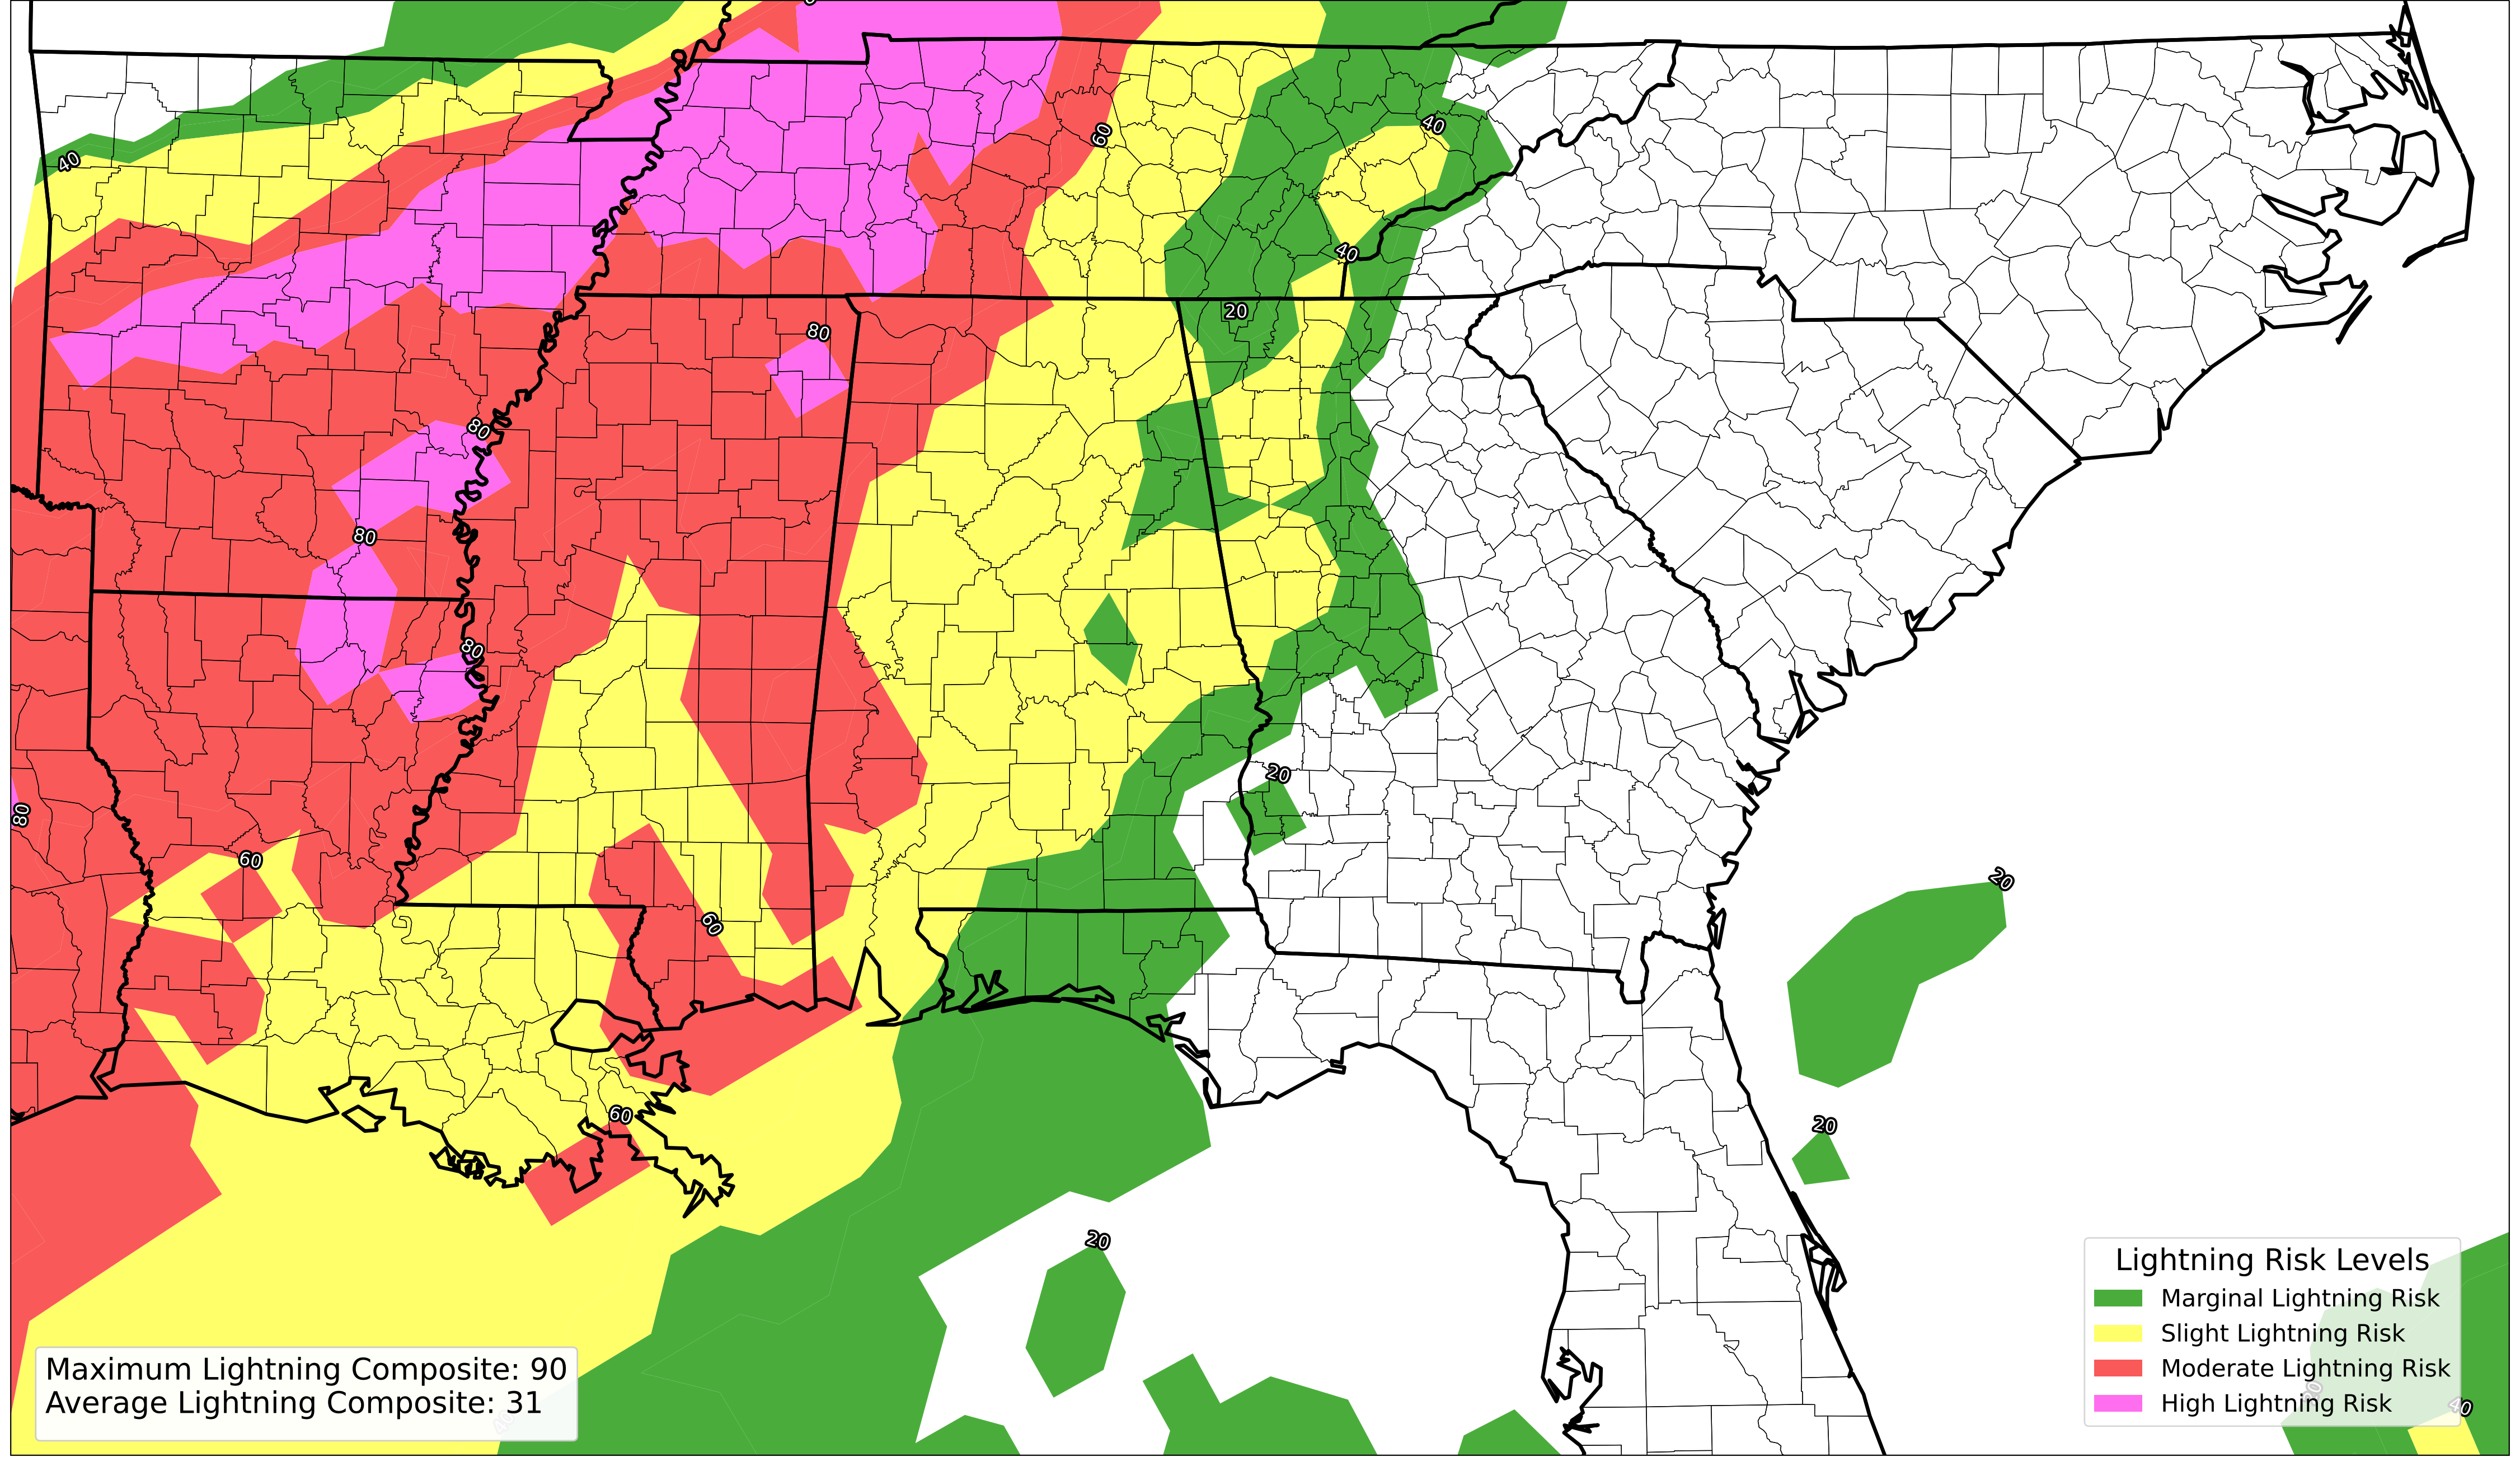 60
40
40
40
20
80
80
80
80
80
20
60
20
60
60
20
20
Lightning Risk Levels
Marginal Lightning Risk
Slight Lightning Risk
Moderate Lightning Risk
High Lightning Risk
40
Maximum Lightning Composite: 90
Average Lightning Composite: 31